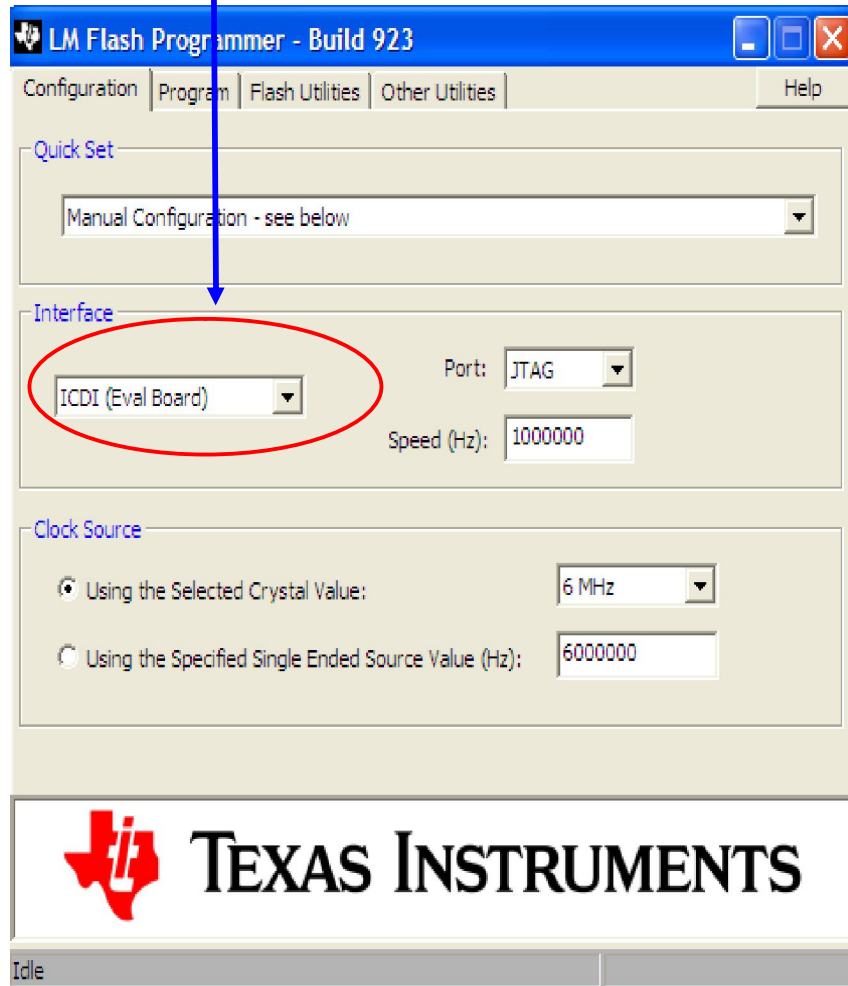 LM Flash Programmer - Build 923
Configuration Program Flash Utilities Other Utilities Help
Quick Set
Manual Configuration - see below
Interface
Port: JTAG
ICDI (Eval Board)
Speed (Hz): 1000000
Clock Source
Using the Selected Crystal Value: 6 MHz
Using the Specified Single Ended Source Value (Hz): 6000000
TEXAS INSTRUMENTS
Idle